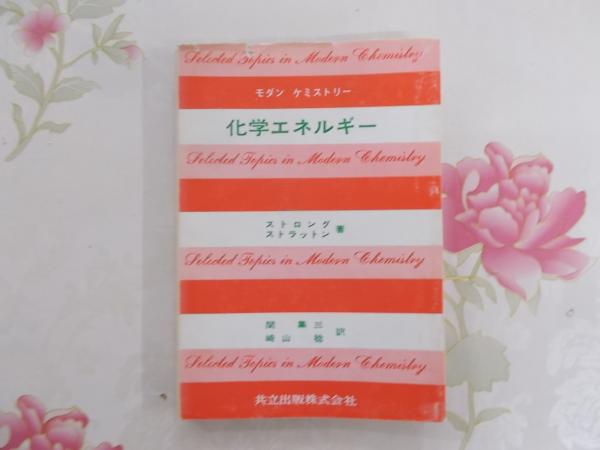 Selected Topics in Modern Chemistry
モダン ケミストリー
化学エネルギー
Selected Topics in Modern Chemistry
ストロング
ストラットン 著
Selected Topics in Modern Chemistry
関 集三
崎山 稔 訳
Selected Topics in Modern Chemistry
共立出版株式会社